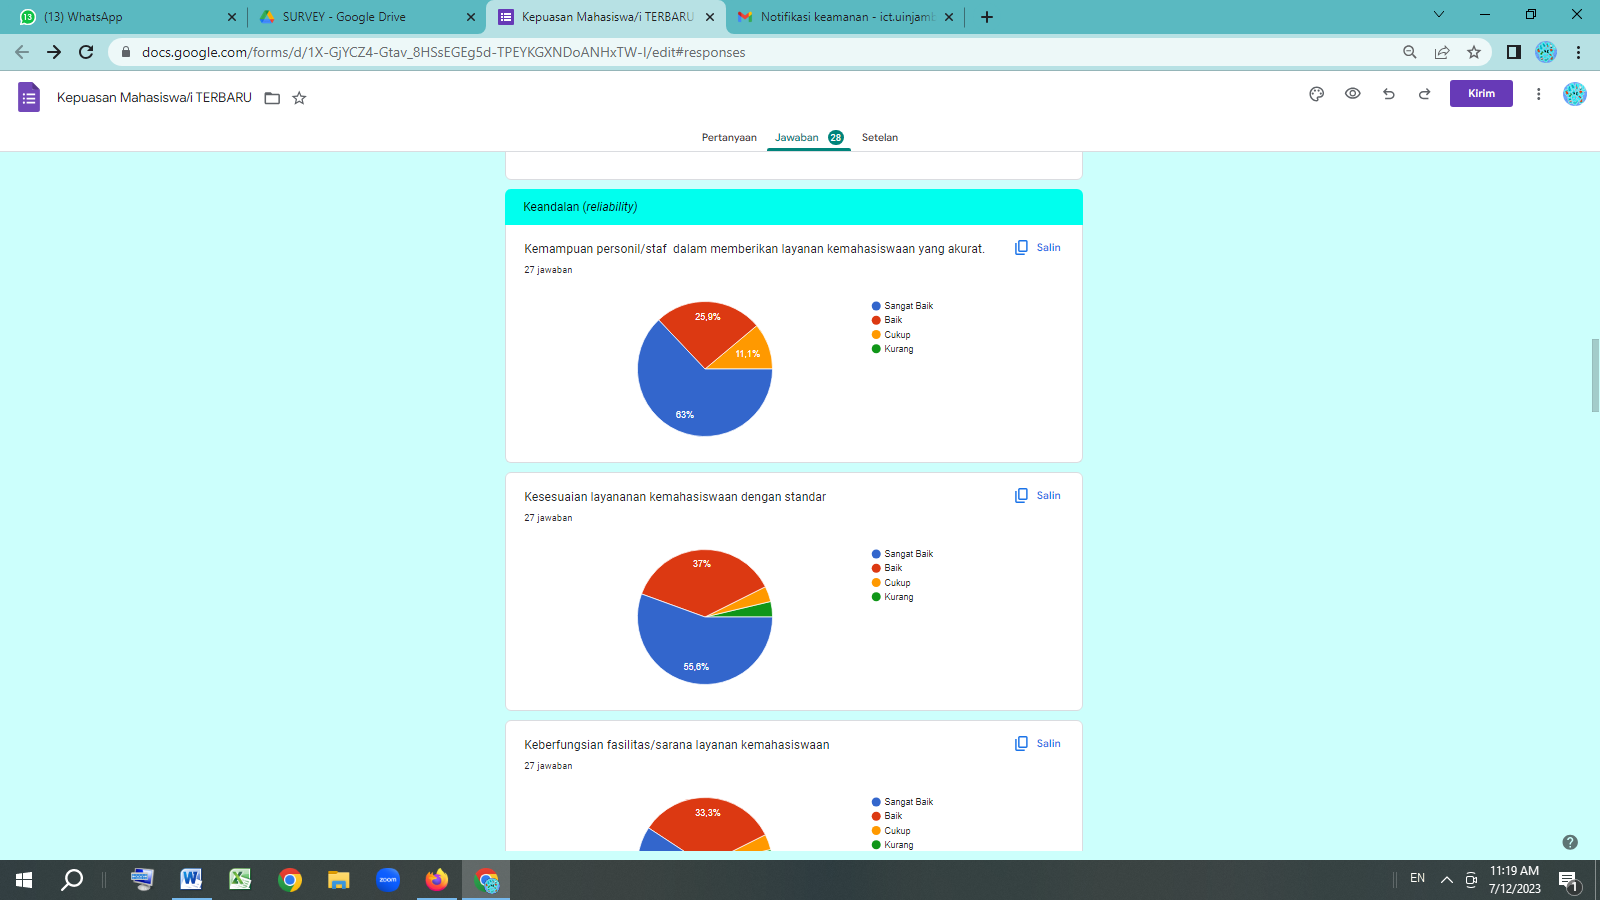 13 (13) WhatsApp
SURVEY - Google Drive
Kepuasan Mahasiswa/i TERBARU
Notifikasi keamanan - ict.uinjamb
docs.google.com/forms/d/1X-GjYCZ4-Gtav_8HSsEGEg5d-TPEYKGXNDoANHxTW-I/edit#responses
Kepuasan Mahasiswa/i TERBARU
Kirim
Pertanyaan
Jawaban 28
Setelan
Keandalan (reliability)
Kemampuan personil/staf dalam memberikan layanan kemahasiswaan yang akurat.
Salin
27 jawaban
Sangat Baik
Baik
Cukup
Kurang
25,9%
11,1%
63%
Kesesuaian layananan kemahasiswaan dengan standar
Salin
27 jawaban
Sangat Baik
Baik
Cukup
Kurang
37%
55,6%
Keberfungsian fasilitas/sarana layanan kemahasiswaan
Salin
27 jawaban
Sangat Baik
Baik
Cukup
Kurang
33,3%
zoom
EN
11:19 AM
7/12/2023
1